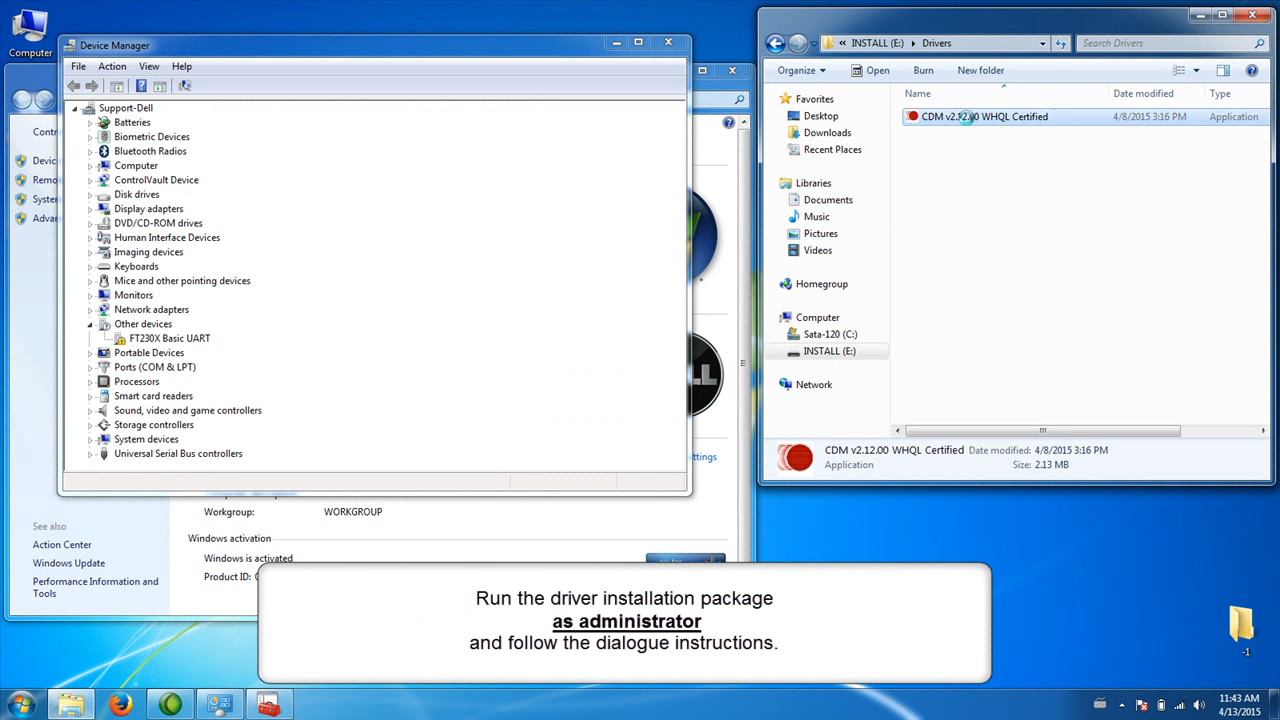 Computer
Device Manager
File Action View Help
Support-Dell
Batteries
Biometric Devices
Bluetooth Radios
Computer
ControlVault Device
Disk drives
Display adapters
DVD/CD-ROM drives
Human Interface Devices
Imaging devices
Keyboards
Mice and other pointing devices
Monitors
Network adapters
Other devices
FT230X Basic UART
Portable Devices
Ports (COM & LPT)
Processors
Smart card readers
Sound, video and game controllers
Storage controllers
System devices
Universal Serial Bus controllers
Cont
Devic
Remo
Syster
Advar
ettings
Workgroup: WORKGROUP
Windows activation
Windows is activated
Product ID:
See also
Action Center
Windows Update
Performance Information and
Tools
« INSTALL (E:) Drivers
Search Drivers
Organize Open Burn New folder
Name Date modified Type
CDM v2.12.00 WHQL Certified 4/8/2015 3:16 PM Application
Favorites
Desktop
Downloads
Recent Places
Libraries
Documents
Music
Pictures
Videos
Homegroup
Computer
Sata-120 (C:)
INSTALL (E:)
Network
CDM v2.12.00 WHQL Certified Date modified: 4/8/2015 3:16 PM
Application Size: 2.13 MB
Run the driver installation package
as administrator
and follow the dialogue instructions.
-1
11:43 AM
4/13/2015